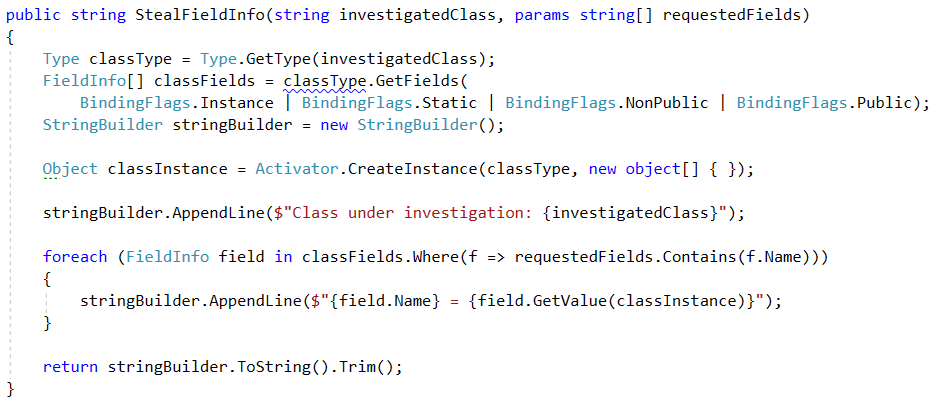 public string StealFieldInfo(string investigatedClass, params string[] requestedFields)
{
    Type classType = Type.GetType(investigatedClass);
    FieldInfo[] classFields = classType.GetFields(
        BindingFlags.Instance | BindingFlags.Static | BindingFlags.NonPublic | BindingFlags.Public);
    StringBuilder stringBuilder = new StringBuilder();

    Object classInstance = Activator.CreateInstance(classType, new object[] { });

    stringBuilder.AppendLine($"Class under investigation: {investigatedClass}");

    foreach (FieldInfo field in classFields.Where(f => requestedFields.Contains(f.Name)))
    {
        stringBuilder.AppendLine($"{field.Name} = {field.GetValue(classInstance)}");
    }

    return stringBuilder.ToString().Trim();
}